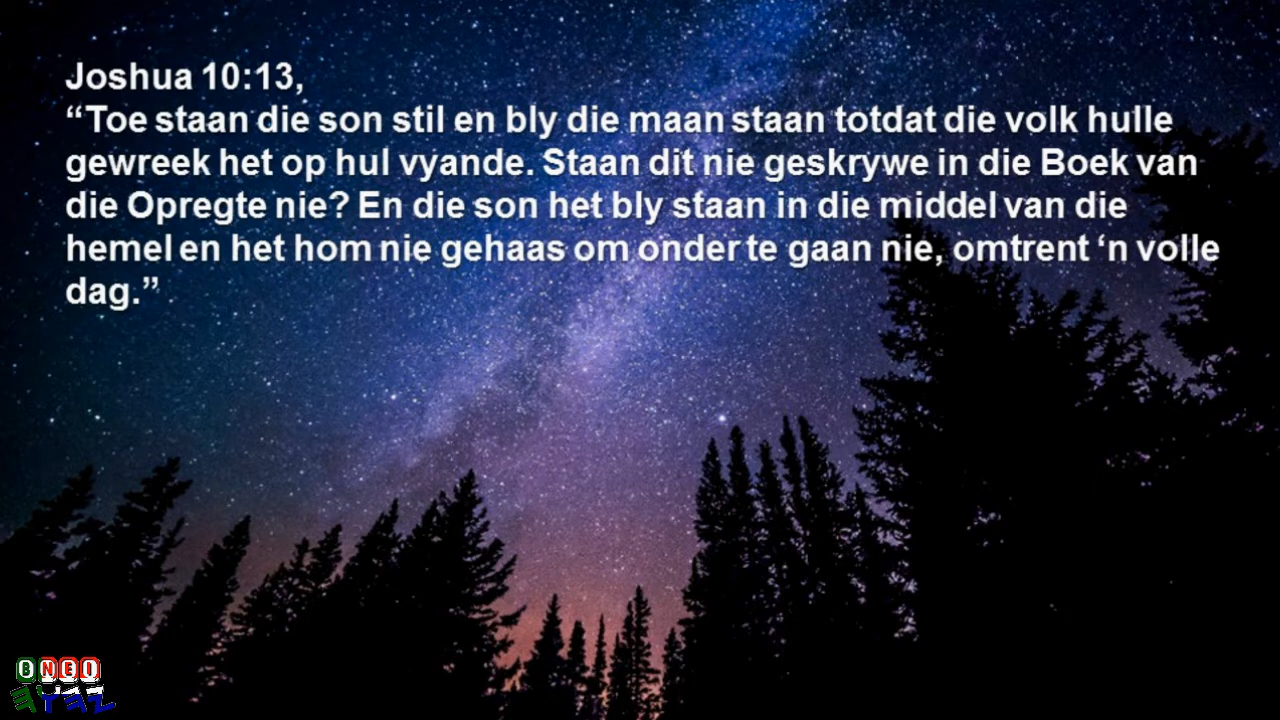 Joshua 10:13,
“Toe staan die son stil en bly die maan staan totdat die volk hulle
gewreek het op hul vyande. Staan dit nie geskrywe in die Boek van
die Opregte nie? En die son het bly staan in die middel van die
hemel en het hom nie gehaas om onder te gaan nie, omtrent ‘n volle
dag.”